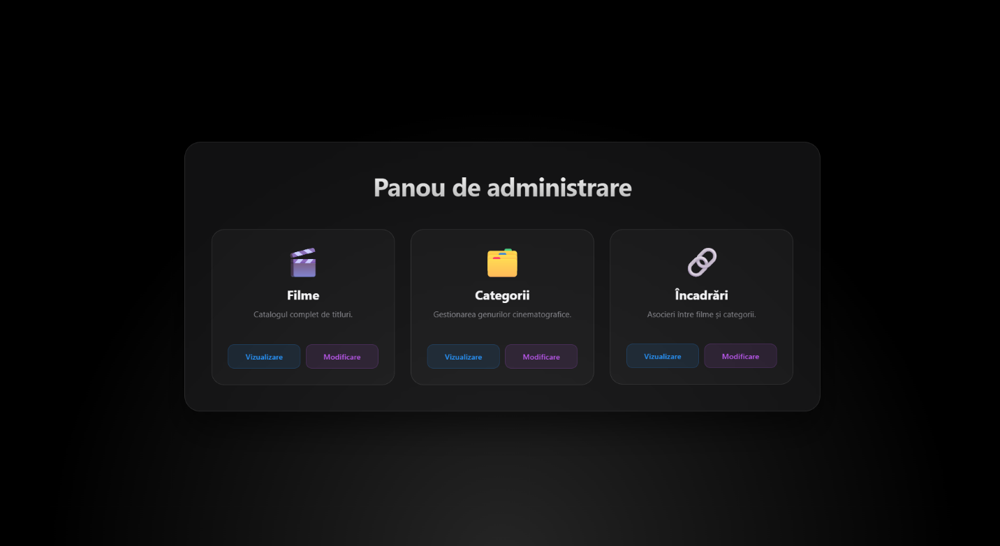 Panou de administrare
Filme
Catalogul complet de titluri.
Vizualizare
Modificare
Categorii
Gestionarea genurilor cinematografice.
Vizualizare
Modificare
Încadrări
Asocieri între filme și categorii.
Vizualizare
Modificare